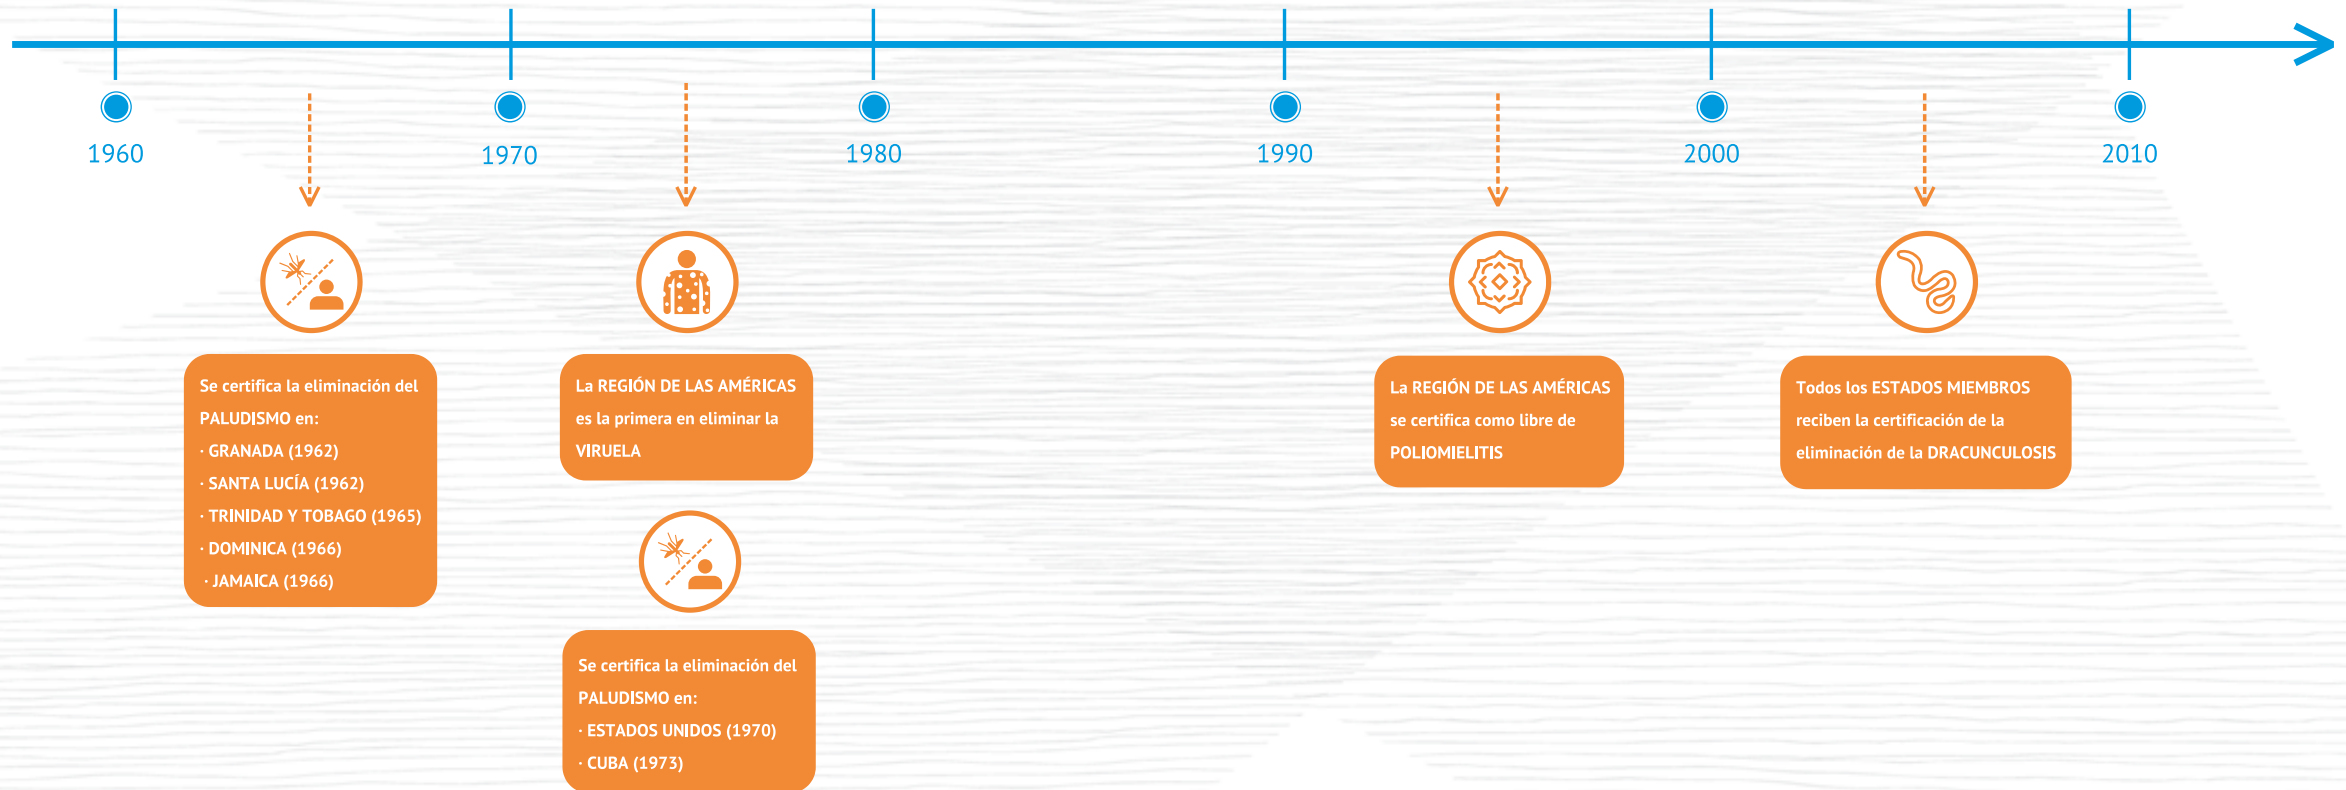 1960
1970
1980
1990
2000
2010
Se certifica la eliminación del
PALUDISMO en:
· GRANADA (1962)
· SANTA LUCÍA (1962)
· TRINIDAD Y TOBAGO (1965)
· DOMINICA (1966)
· JAMAICA (1966)
La REGIÓN DE LAS AMÉRICAS
es la primera en eliminar la
VIRUELA
Se certifica la eliminación del
PALUDISMO en:
· ESTADOS UNIDOS (1970)
· CUBA (1973)
La REGIÓN DE LAS AMÉRICAS
se certifica como libre de
POLIOMIELITIS
Todos los ESTADOS MIEMBROS
reciben la certificación de la
eliminación de la DRACUNCULOSIS